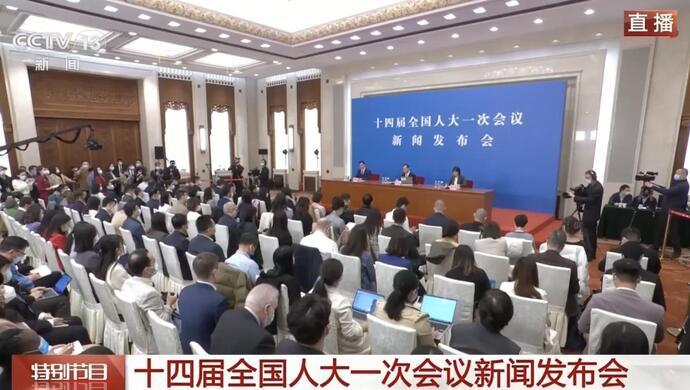 CCTV-13
新闻
直播
十四届全国人大一次会议
新闻发布会
特别节目
十四届全国人大一次会议新闻发布会